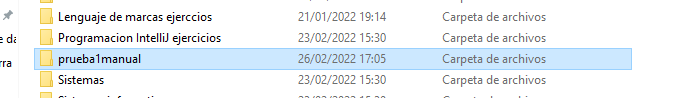 Lenguaje de marcas ejerccios 21/01/2022 19:14 Carpeta de archivos
Programacion IntelliJ ejercicios 23/02/2022 15:30 Carpeta de archivos
prueba1manual 26/02/2022 17:05 Carpeta de archivos
Sistemas 23/02/2022 15:30 Carpeta de archivos